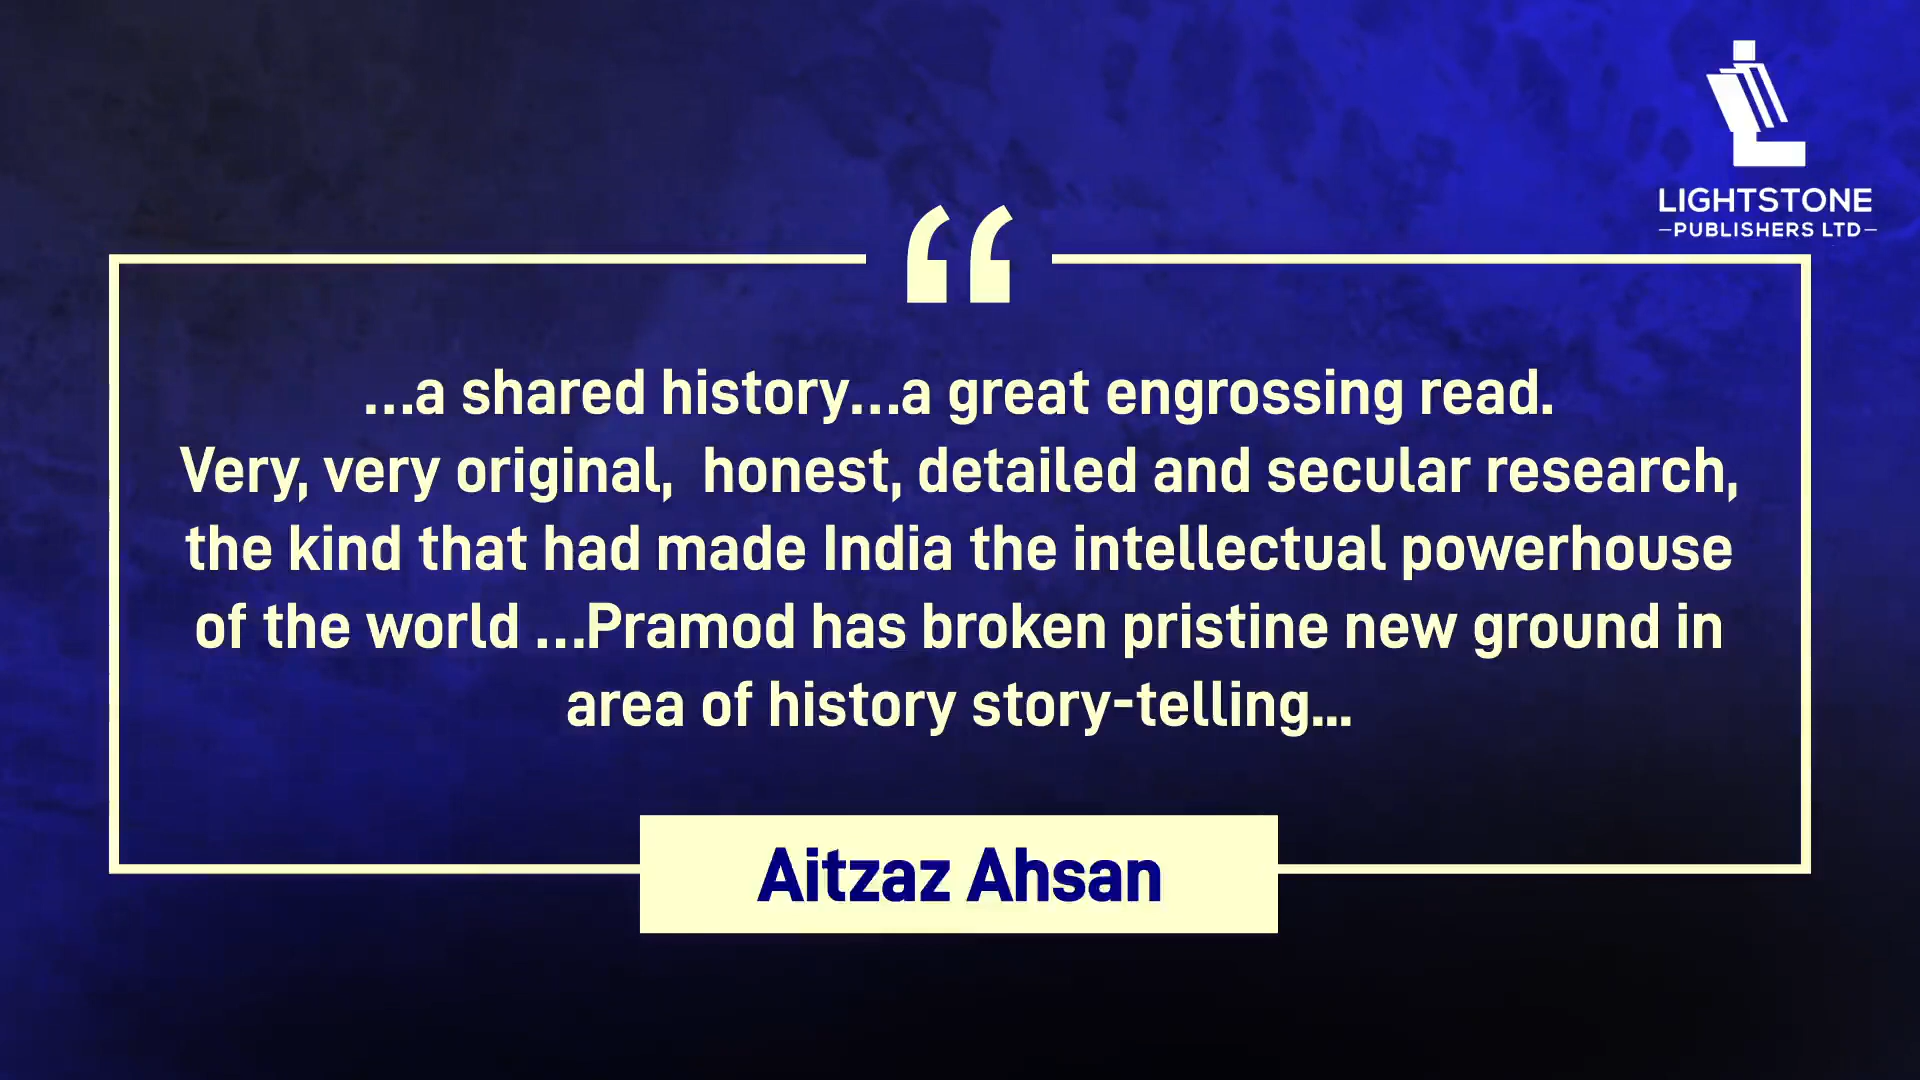 LIGHTSTONE
PUBLISHERS LTD
“
...a shared history...a great engrossing read.
Very, very original,  honest, detailed and secular research,
the kind that had made India the intellectual powerhouse
of the world ...Pramod has broken pristine new ground in
area of history story-telling...
Aitzaz Ahsan